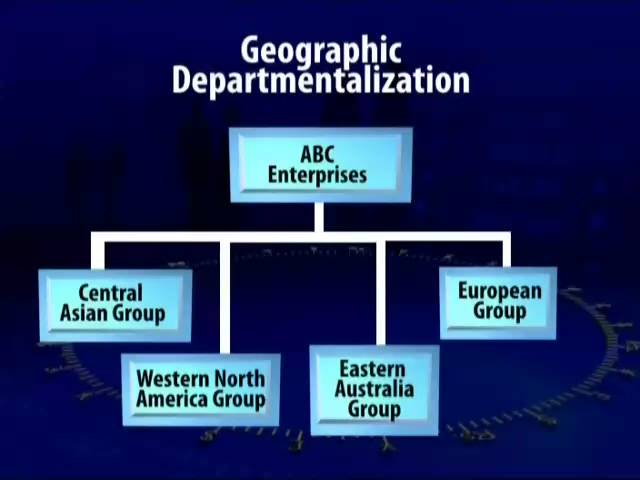 Geographic
Departmentalization
ABC
Enterprises
Central
Asian Group
European
Group
Western North
America Group
Eastern
Australia
Group